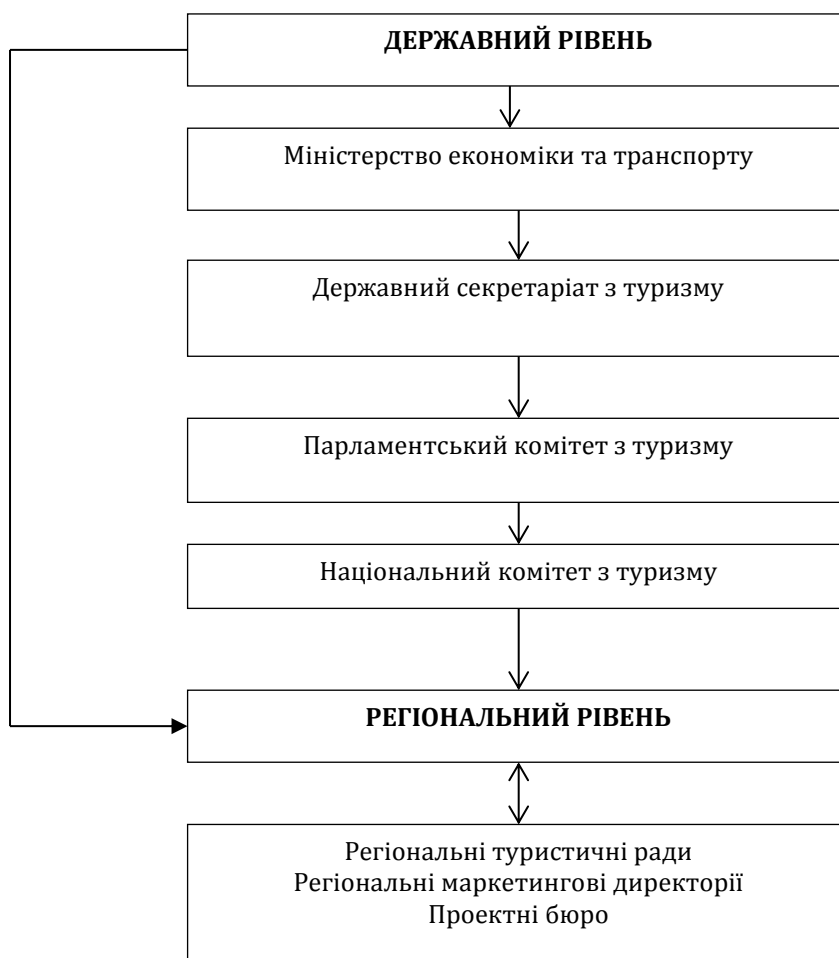 ДЕРЖАВНИЙ РІВЕНЬ
Міністерство економіки та транспорту
Державний секретаріат з туризму
Парламентський комітет з туризму
Національний комітет з туризму
РЕГІОНАЛЬНИЙ РІВЕНЬ
Регіональні туристичні ради
Регіональні маркетингові директорії
Проектні бюро